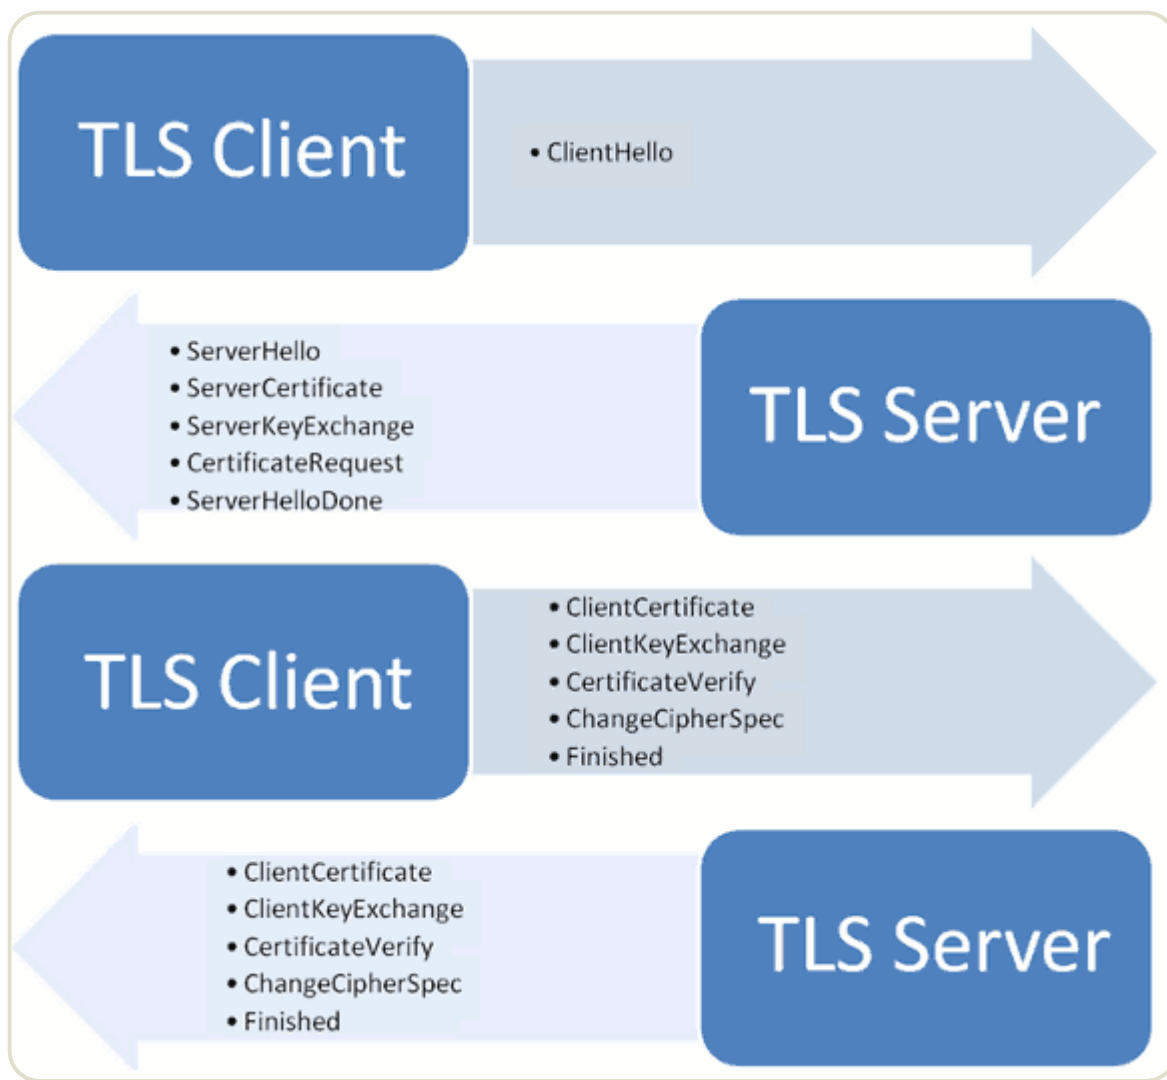 TLS Client
• ClientHello
• ServerHello
• ServerCertificate
• ServerKeyExchange
• CertificateRequest
• ServerHelloDone
TLS Server
TLS Client
• ClientCertificate
• ClientKeyExchange
• CertificateVerify
• ChangeCipherSpec
• Finished
• ClientCertificate
• ClientKeyExchange
• CertificateVerify
• ChangeCipherSpec
• Finished
TLS Server